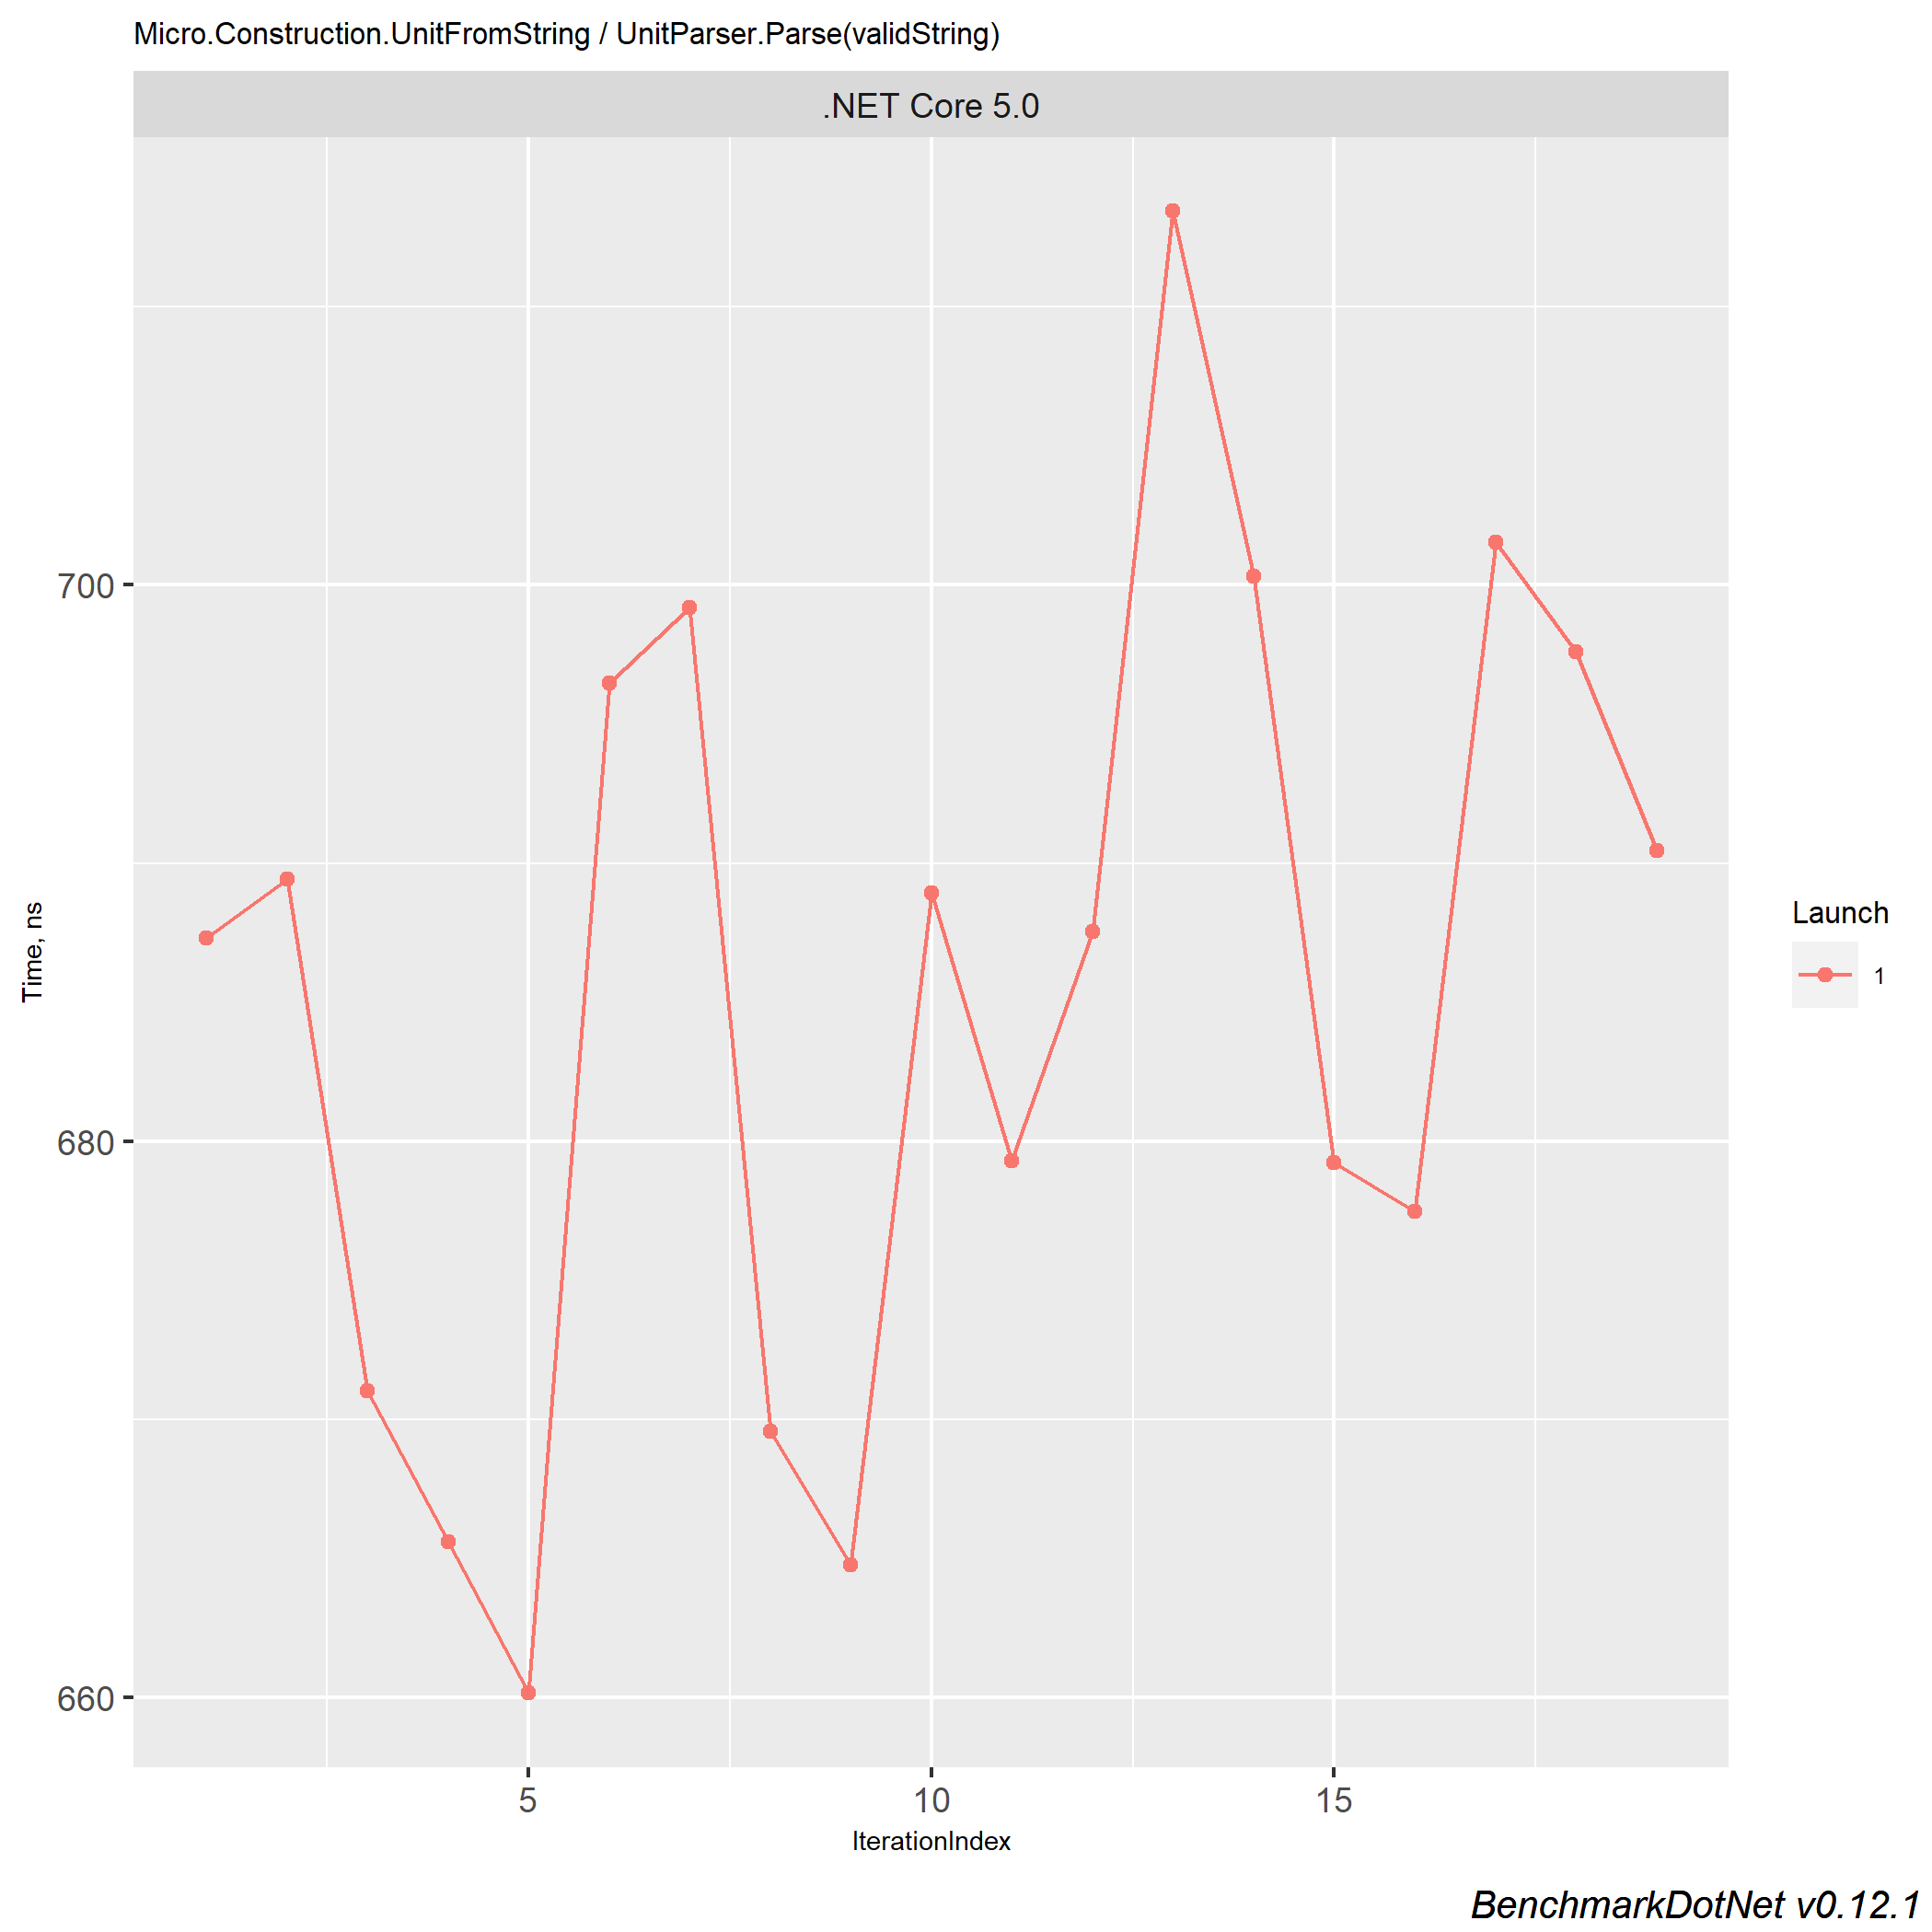 Micro.Construction.UnitFromString / UnitParser.Parse(validString)
.NET Core 5.0
700
680
660
Time, ns
5 10 15
IterationIndex
Launch
1
BenchmarkDotNet v0.12.1